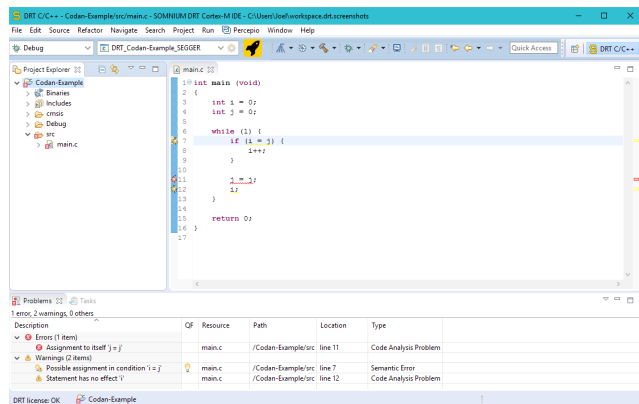 DRT C/C++ - Codan-Example/src/main.c - SOMNIUM DRT Cortex-M IDE - C:\Users\Joel\workspace.drt.screenshots
File Edit Source Refactor Navigate Search Project Run Percepio Window Help
Debug DRT_Codan-Example_SEGGER Quick Access DRT C/C++
Project Explorer main.c
Codan-Example
Binaries
Includes
cmsis
Debug
src
main.c
1 int main (void)
2 {
3 int i = 0;
4 int j = 0;
5
6 while (1) {
7 if (i = j) {
8 i++;
9 }
10
11 j = j;
12 i;
13 }
14
15 return 0;
16 }
17
Problems Tasks
1 error, 2 warnings, 0 others
Description QF Resource Path Location Type
Errors (1 item)
Assignment to itself 'j = j' main.c /Codan-Example/src line 11 Code Analysis Problem
Warnings (2 items)
Possible assignment in condition 'i = j' main.c /Codan-Example/src line 7 Semantic Error
Statement has no effect 'i' main.c /Codan-Example/src line 12 Code Analysis Problem
DRT license: OK Codan-Example